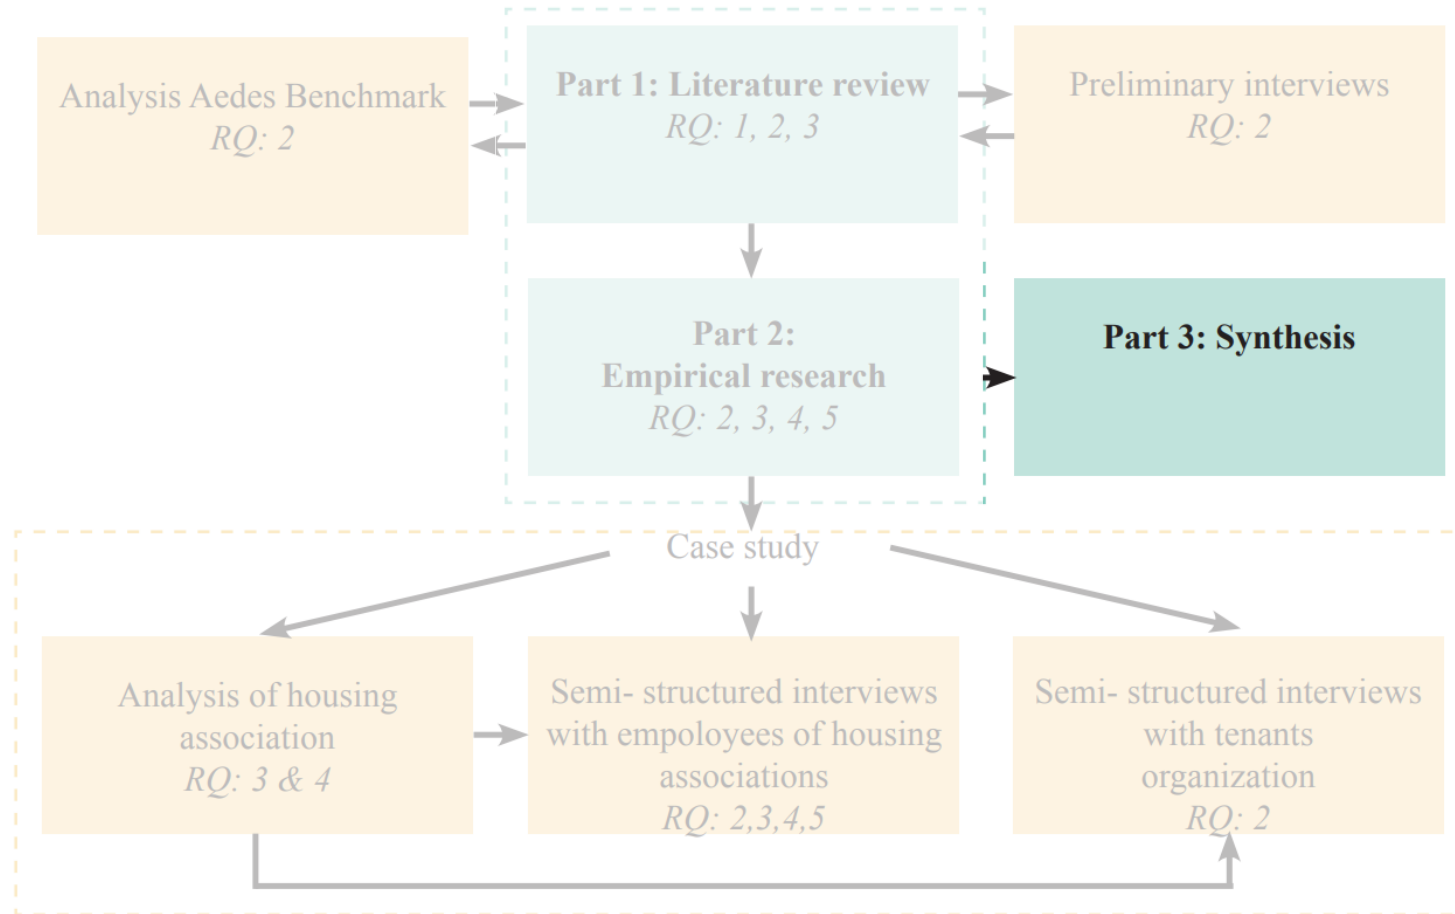 Analysis Aedes Benchmark
RQ: 2
Part 1: Literature review
RQ: 1, 2, 3
Preliminary interviews
RQ: 2
Part 2:
Empirical research
RQ: 2, 3, 4, 5
Part 3: Synthesis
Case study
Analysis of housing
association
RQ: 3 & 4
Semi- structured interviews
with empoloyees of housing
associations
RQ: 2,3,4,5
Semi- structured interviews
with tenants
organization
RQ: 2